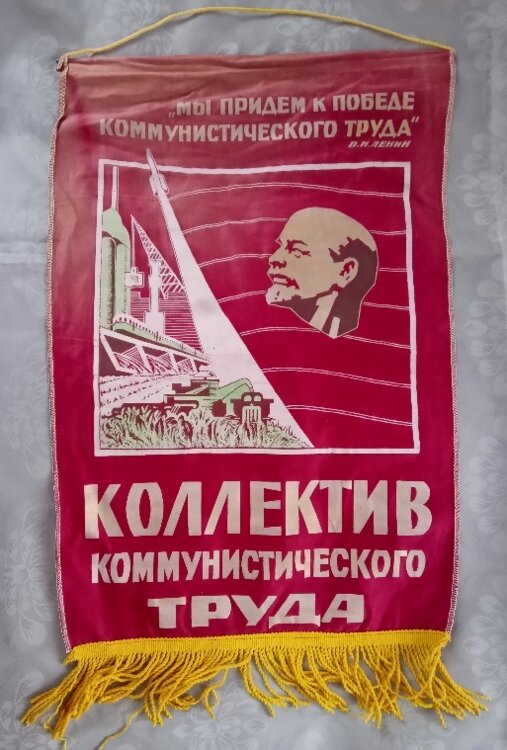 „МЫ ПРИДЕМ К ПОБЕДЕ
КОММУНИСТИЧЕСКОГО ТРУДА“
В.И.ЛЕНИН
КОЛЛЕКТИВ
КОММУНИСТИЧЕСКОГО
ТРУДА